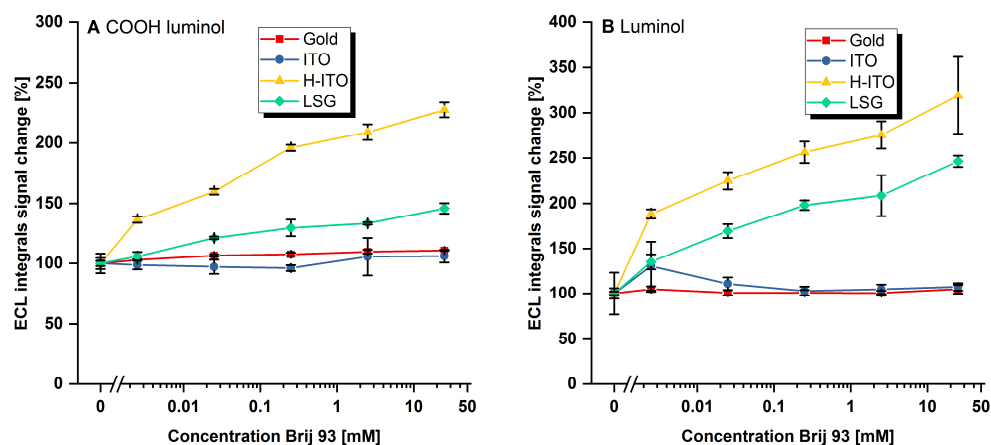 A COOH luminol
Gold
ITO
H-ITO
LSG
ECL integrals signal change [%]
300
250
200
150
100
50
0
0 0.01 0.1 1 10 50
Concentration Brij 93 [mM]
B Luminol
Gold
ITO
H-ITO
LSG
ECL integrals signal change [%]
400
350
300
250
200
150
100
50
0
0 0.01 0.1 1 10 50
Concentration Brij 93 [mM]